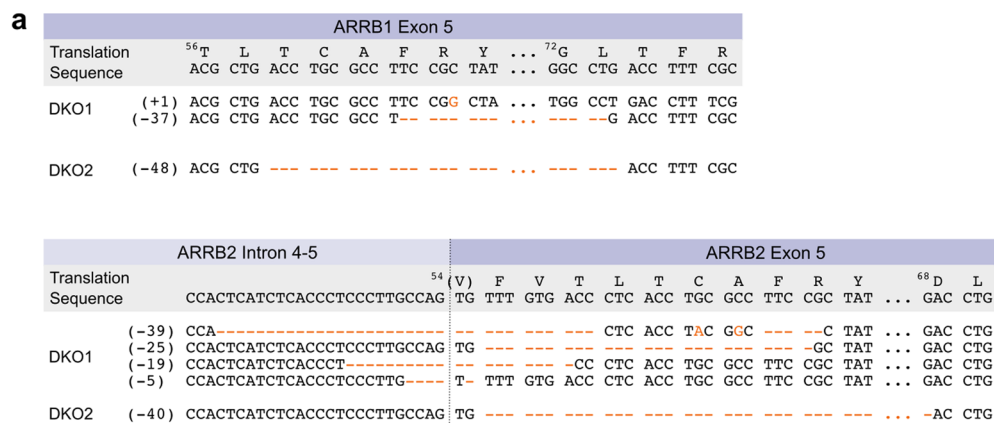 a
ARRB1 Exon 5
Translation 56T L T C A F R Y ... 72G L T F R
Sequence ACG CTG ACC TGC GCC TTC CGC TAT ... GGC CTG ACC TTT CGC
DKO1 (+1) ACG CTG ACC TGC GCC TTC CGG CTA ... TGG CCT GAC CTT TCG
(-37) ACG CTG ACC TGC GCC T-- --- --- ... --- --G ACC TTT CGC
DKO2 (-48) ACG CTG --- --- --- --- --- --- ... --- --- ACC TTT CGC
ARRB2 Intron 4-5 ARRB2 Exon 5
Translation 54 (V) F V T L T C A F R Y 68D L
Sequence CCACTCATCTCACCCTCCCTTGCCAG TG TTT GTG ACC CTC ACC TGC GCC TTC CGC TAT ... GAC CTG
DKO1 (-39) CCA----------------------- -- --- --- --- CTC ACC TAC GGC --- --C TAT ... GAC CTG
(-25) CCACTCATCTCACCCTCCCTTGCCAG TG --- --- --- --- --- --- --- --- -GC TAT ... GAC CTG
(-19) CCACTCATCTCACCCT---------- -- --- --- -CC CTC ACC TGC GCC TTC CGC TAT ... GAC CTG
(-5) CCACTCATCTCACCCTCCCTTG---- T- TTT GTG ACC CTC ACC TGC GCC TTC CGC TAT ... GAC CTG
DKO2 (-40) CCACTCATCTCACCCTCCCTTGCCAG TG --- --- --- --- --- --- --- --- --- --- ... -AC CTG